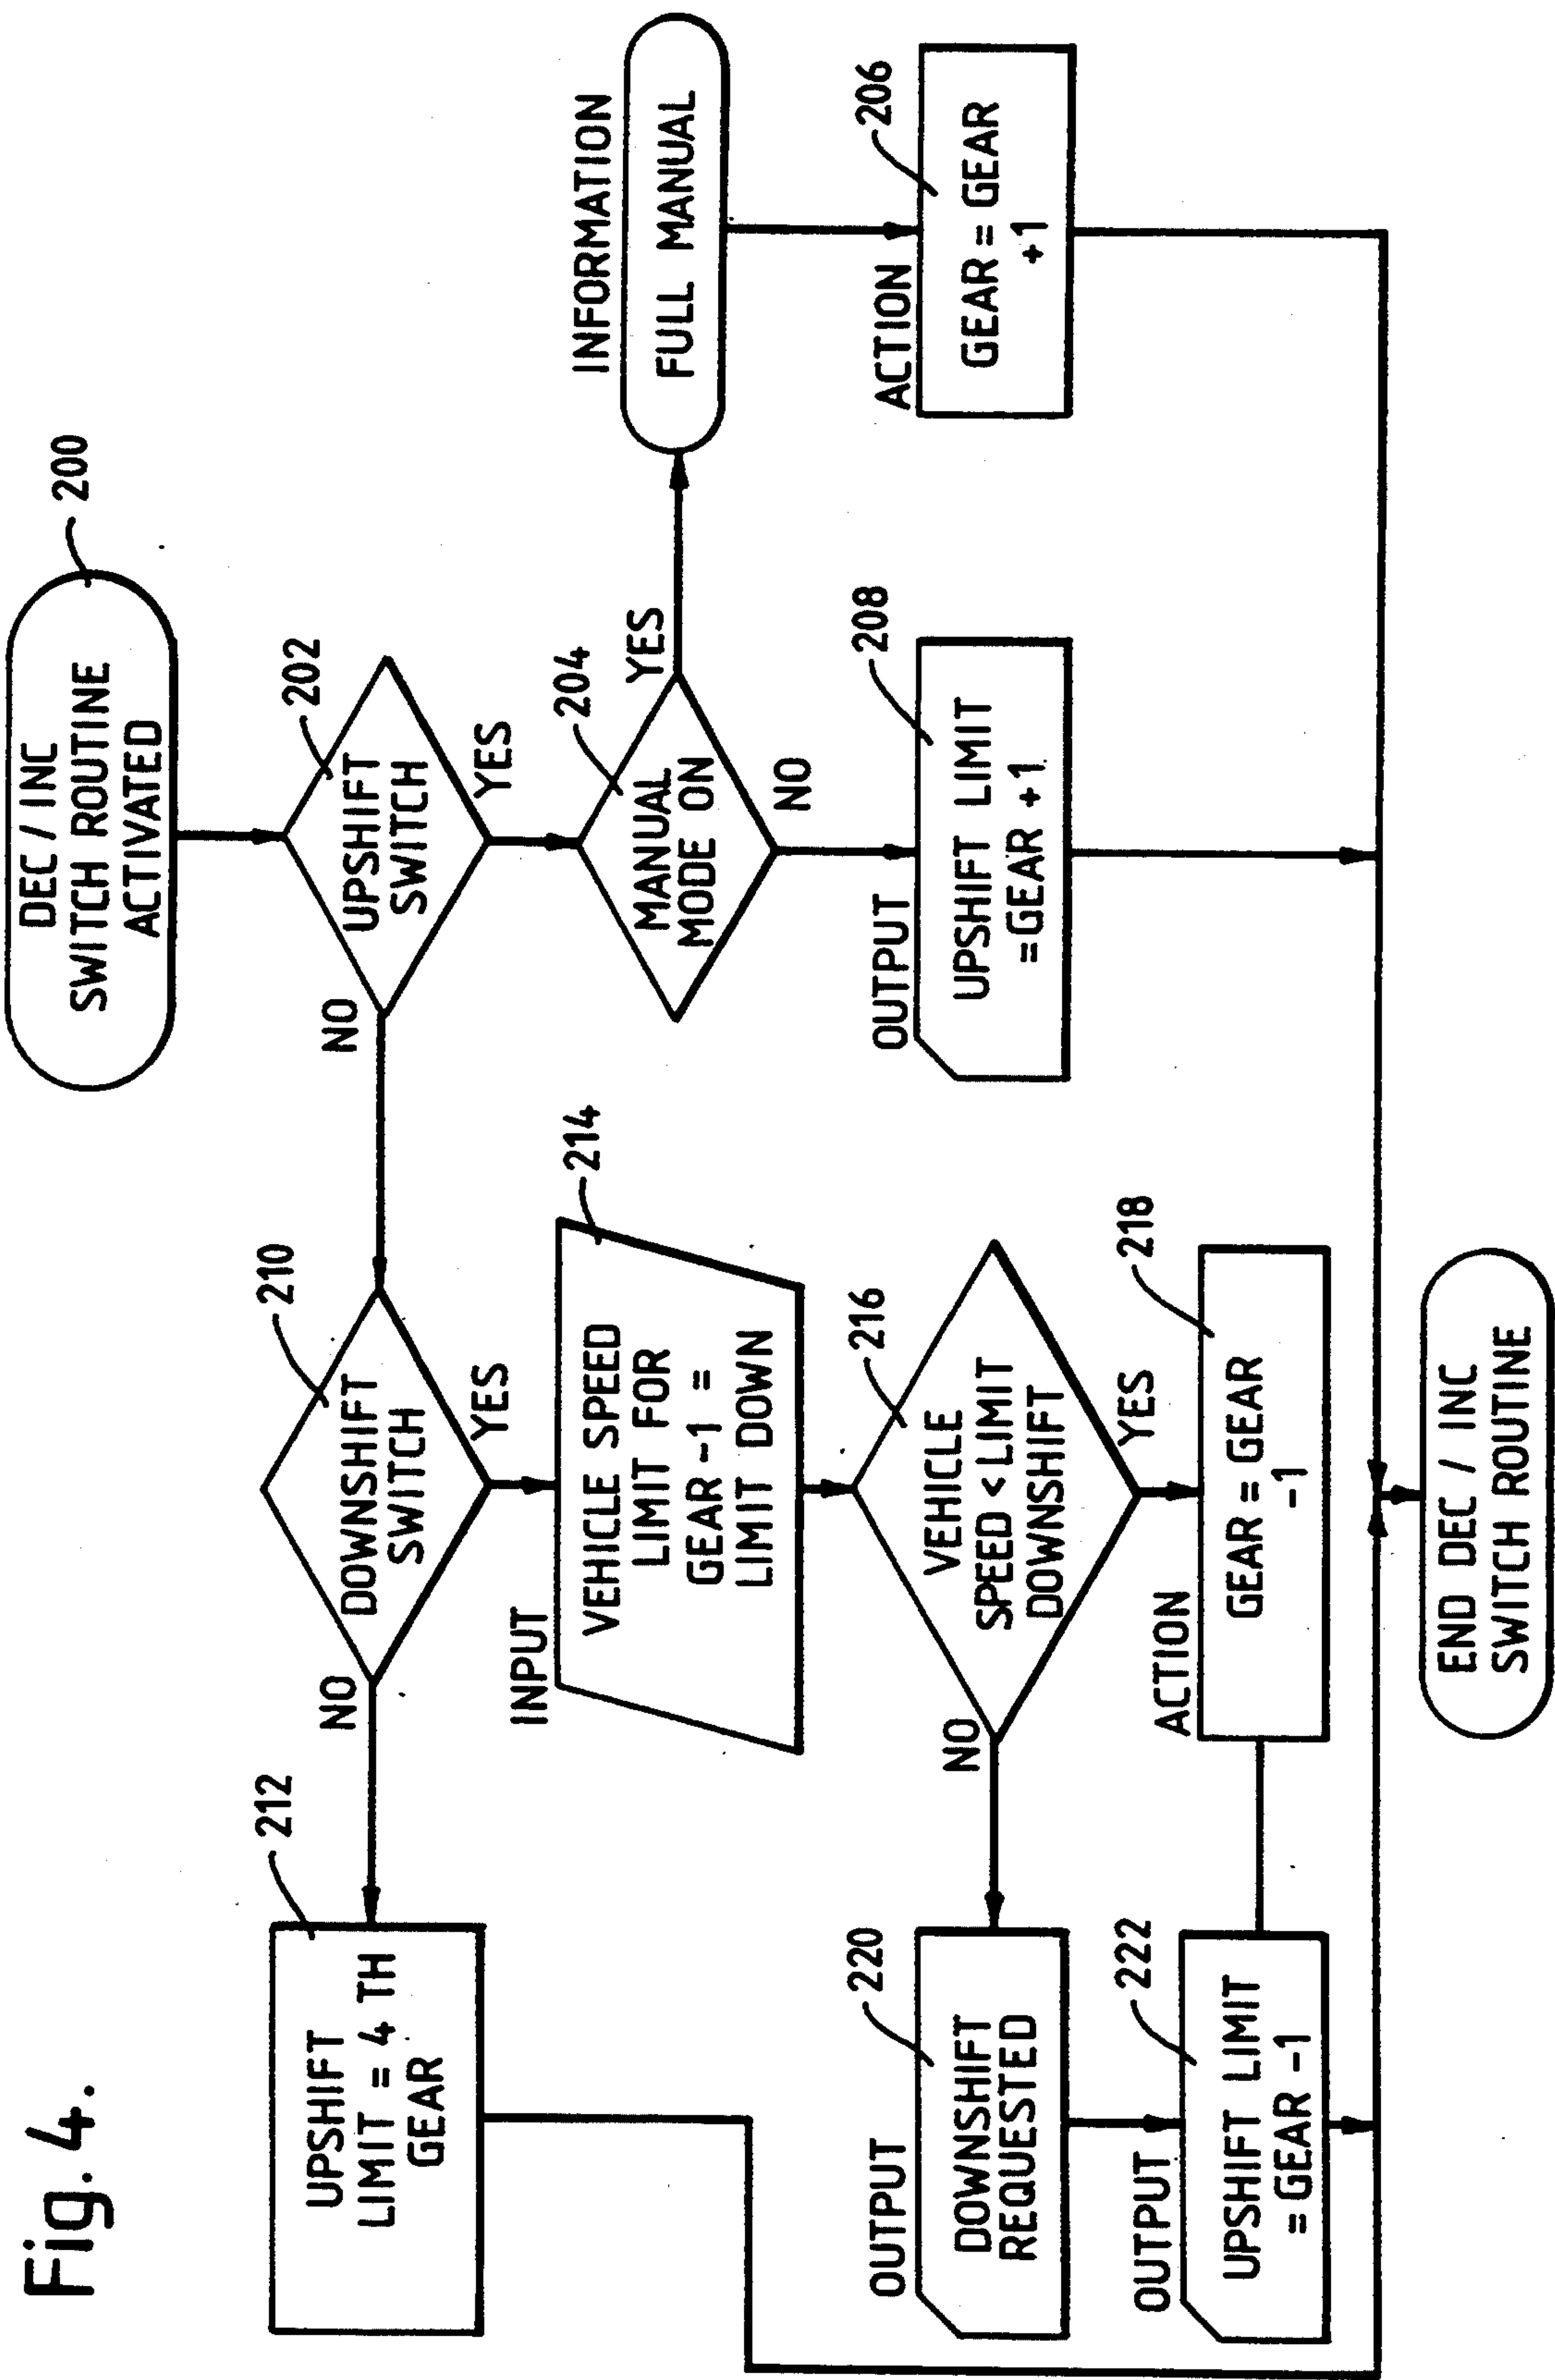 Fig. 4.
DEC / INC
SWITCH ROUTINE
ACTIVATED
200
UPSHIFT
SWITCH
202
NO
YES
MANUAL
MODE ON
204
YES
NO
INFORMATION
FULL MANUAL
ACTION
GEAR = GEAR
+1
206
OUTPUT
UPSHIFT LIMIT
=GEAR +1
208
DOWNSHIFT
SWITCH
210
NO
YES
UPSHIFT
LIMIT = 4 TH
GEAR
212
INPUT
VEHICLE SPEED
LIMIT FOR
GEAR -1 =
LIMIT DOWN
214
VEHICLE
SPEED < LIMIT
DOWNSHIFT
216
NO
YES
ACTION
GEAR = GEAR
-1
218
OUTPUT
DOWNSHIFT
REQUESTED
220
OUTPUT
UPSHIFT LIMIT
= GEAR -1
222
END DEC / INC
SWITCH ROUTINE